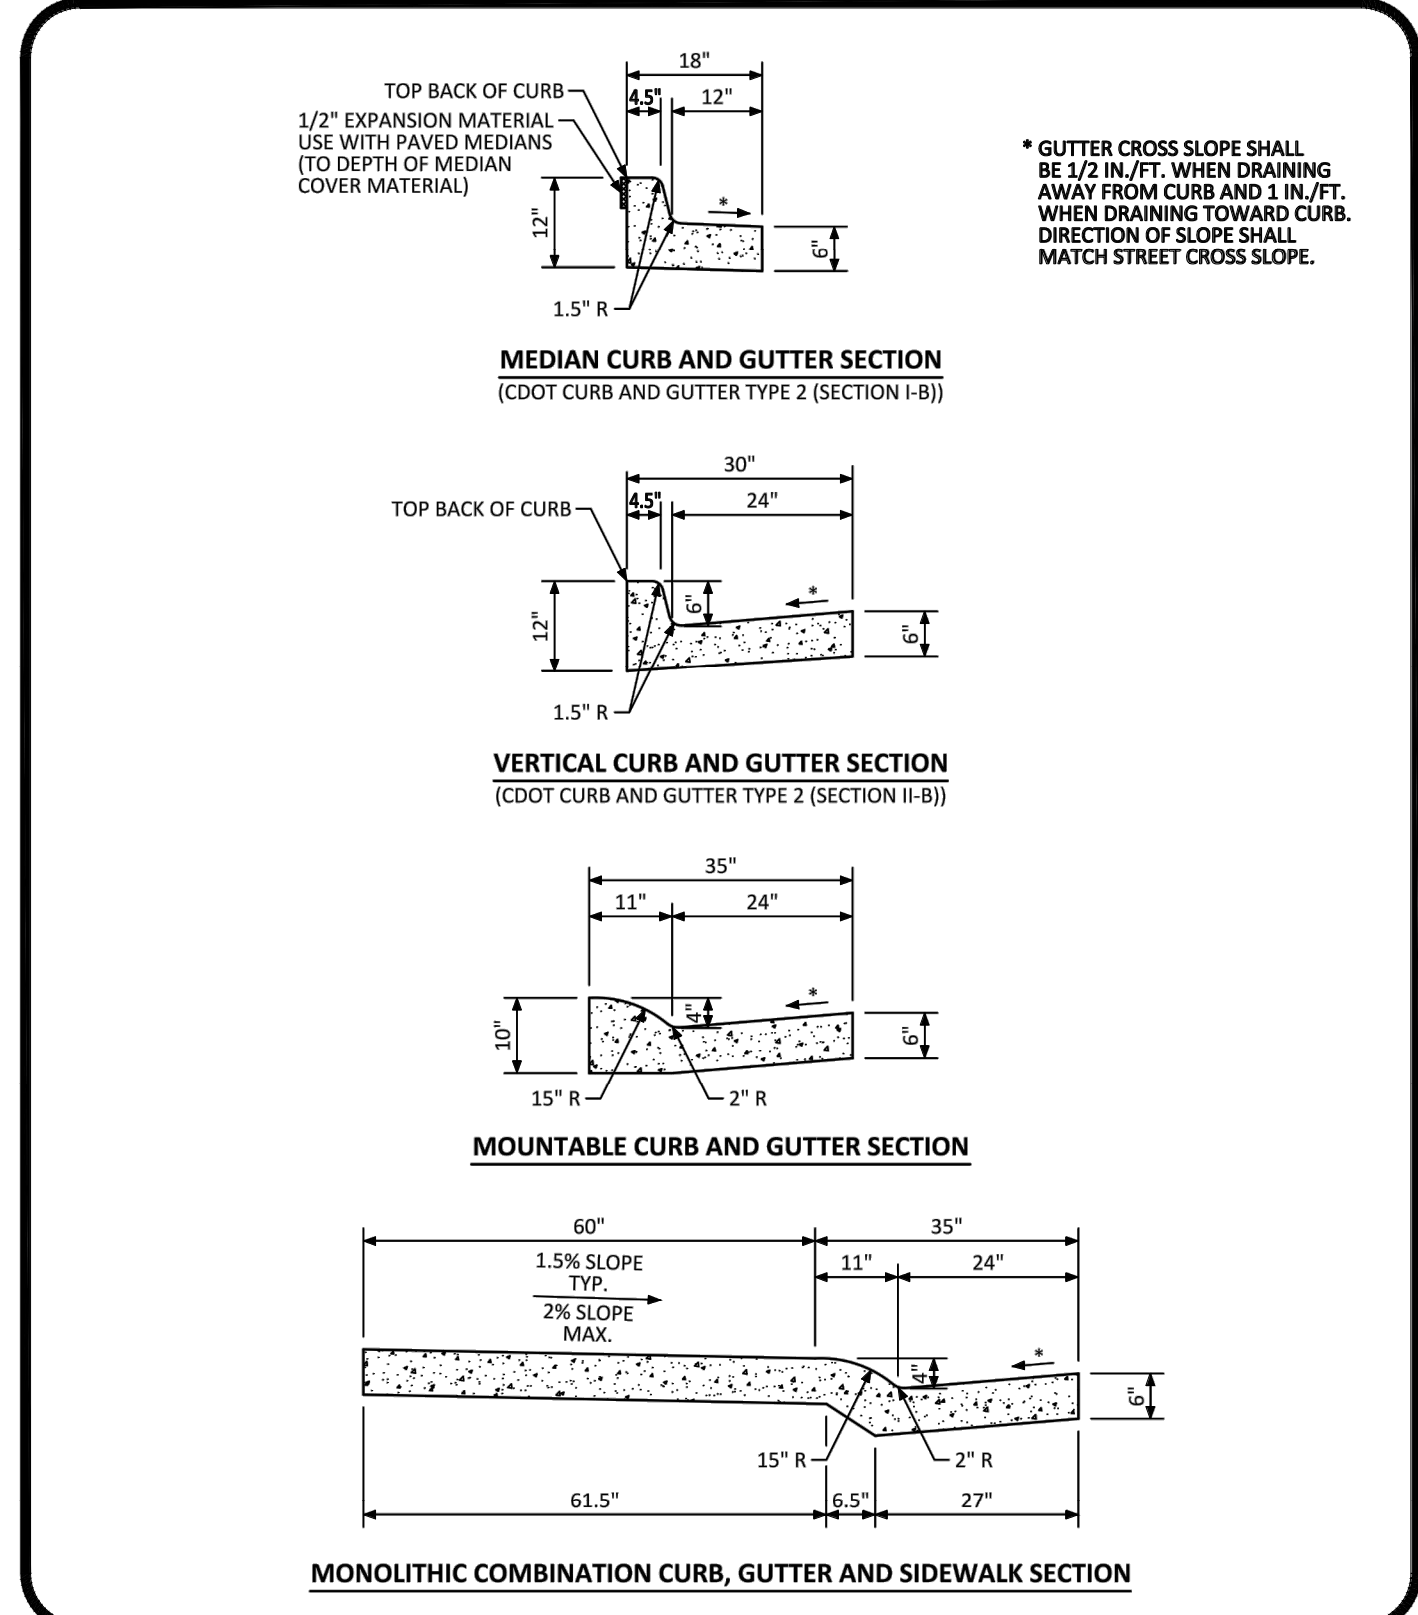 18"
TOP BACK OF CURB
4.5"
12"
1/2" EXPANSION MATERIAL
USE WITH PAVED MEDIANS
(TO DEPTH OF MEDIAN
COVER MATERIAL)
* GUTTER CROSS SLOPE SHALL
BE 1/2 IN./FT. WHEN DRAINING
AWAY FROM CURB AND 1 IN./FT.
WHEN DRAINING TOWARD CURB.
DIRECTION OF SLOPE SHALL
MATCH STREET CROSS SLOPE.
*
12"
6"
1.5" R
MEDIAN CURB AND GUTTER SECTION
(CDOT CURB AND GUTTER TYPE 2 (SECTION I-B))
30"
4.5"
24"
TOP BACK OF CURB
*
6"
12"
6"
1.5" R
VERTICAL CURB AND GUTTER SECTION
(CDOT CURB AND GUTTER TYPE 2 (SECTION II-B))
35"
11"
24"
*
4"
10"
6"
15" R
2" R
MOUNTABLE CURB AND GUTTER SECTION
60"
35"
1.5% SLOPE
TYP.
2% SLOPE
MAX.
11"
24"
*
4"
6"
15" R
2" R
61.5"
6.5"
27"
MONOLITHIC COMBINATION CURB, GUTTER AND SIDEWALK SECTION